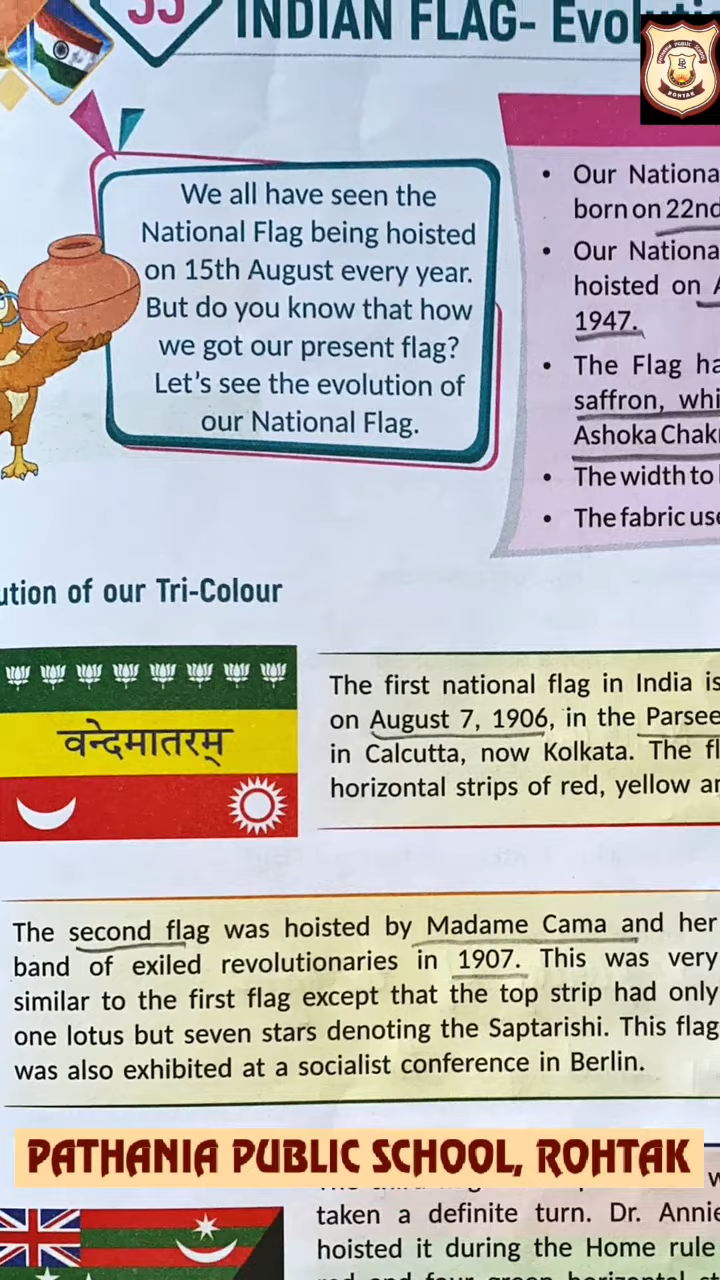 INDIAN FLAG- Evol
PATHANIA PUBLIC SCHOOL
ROHTAK
We all have seen the
National Flag being hoisted
on 15th August every year.
But do you know that how
we got our present flag?
Let's see the evolution of
our National Flag.
• Our Nationa
born on 22nd
• Our Nationa
hoisted on A
1947.
• The Flag ha
saffron, whi
Ashoka Chak
• The width to
• The fabric use
ution of our Tri-Colour
वन्देमातरम्
The first national flag in India is
on August 7, 1906, in the Parsee
in Calcutta, now Kolkata. The fl
horizontal strips of red, yellow a
The second flag was hoisted by Madame Cama and her
band of exiled revolutionaries in 1907. This was very
similar to the first flag except that the top strip had only
one lotus but seven stars denoting the Saptarishi. This flag
was also exhibited at a socialist conference in Berlin.
PATHANIA PUBLIC SCHOOL, ROHTAK
taken a definite turn. Dr. Annie
hoisted it during the Home rule